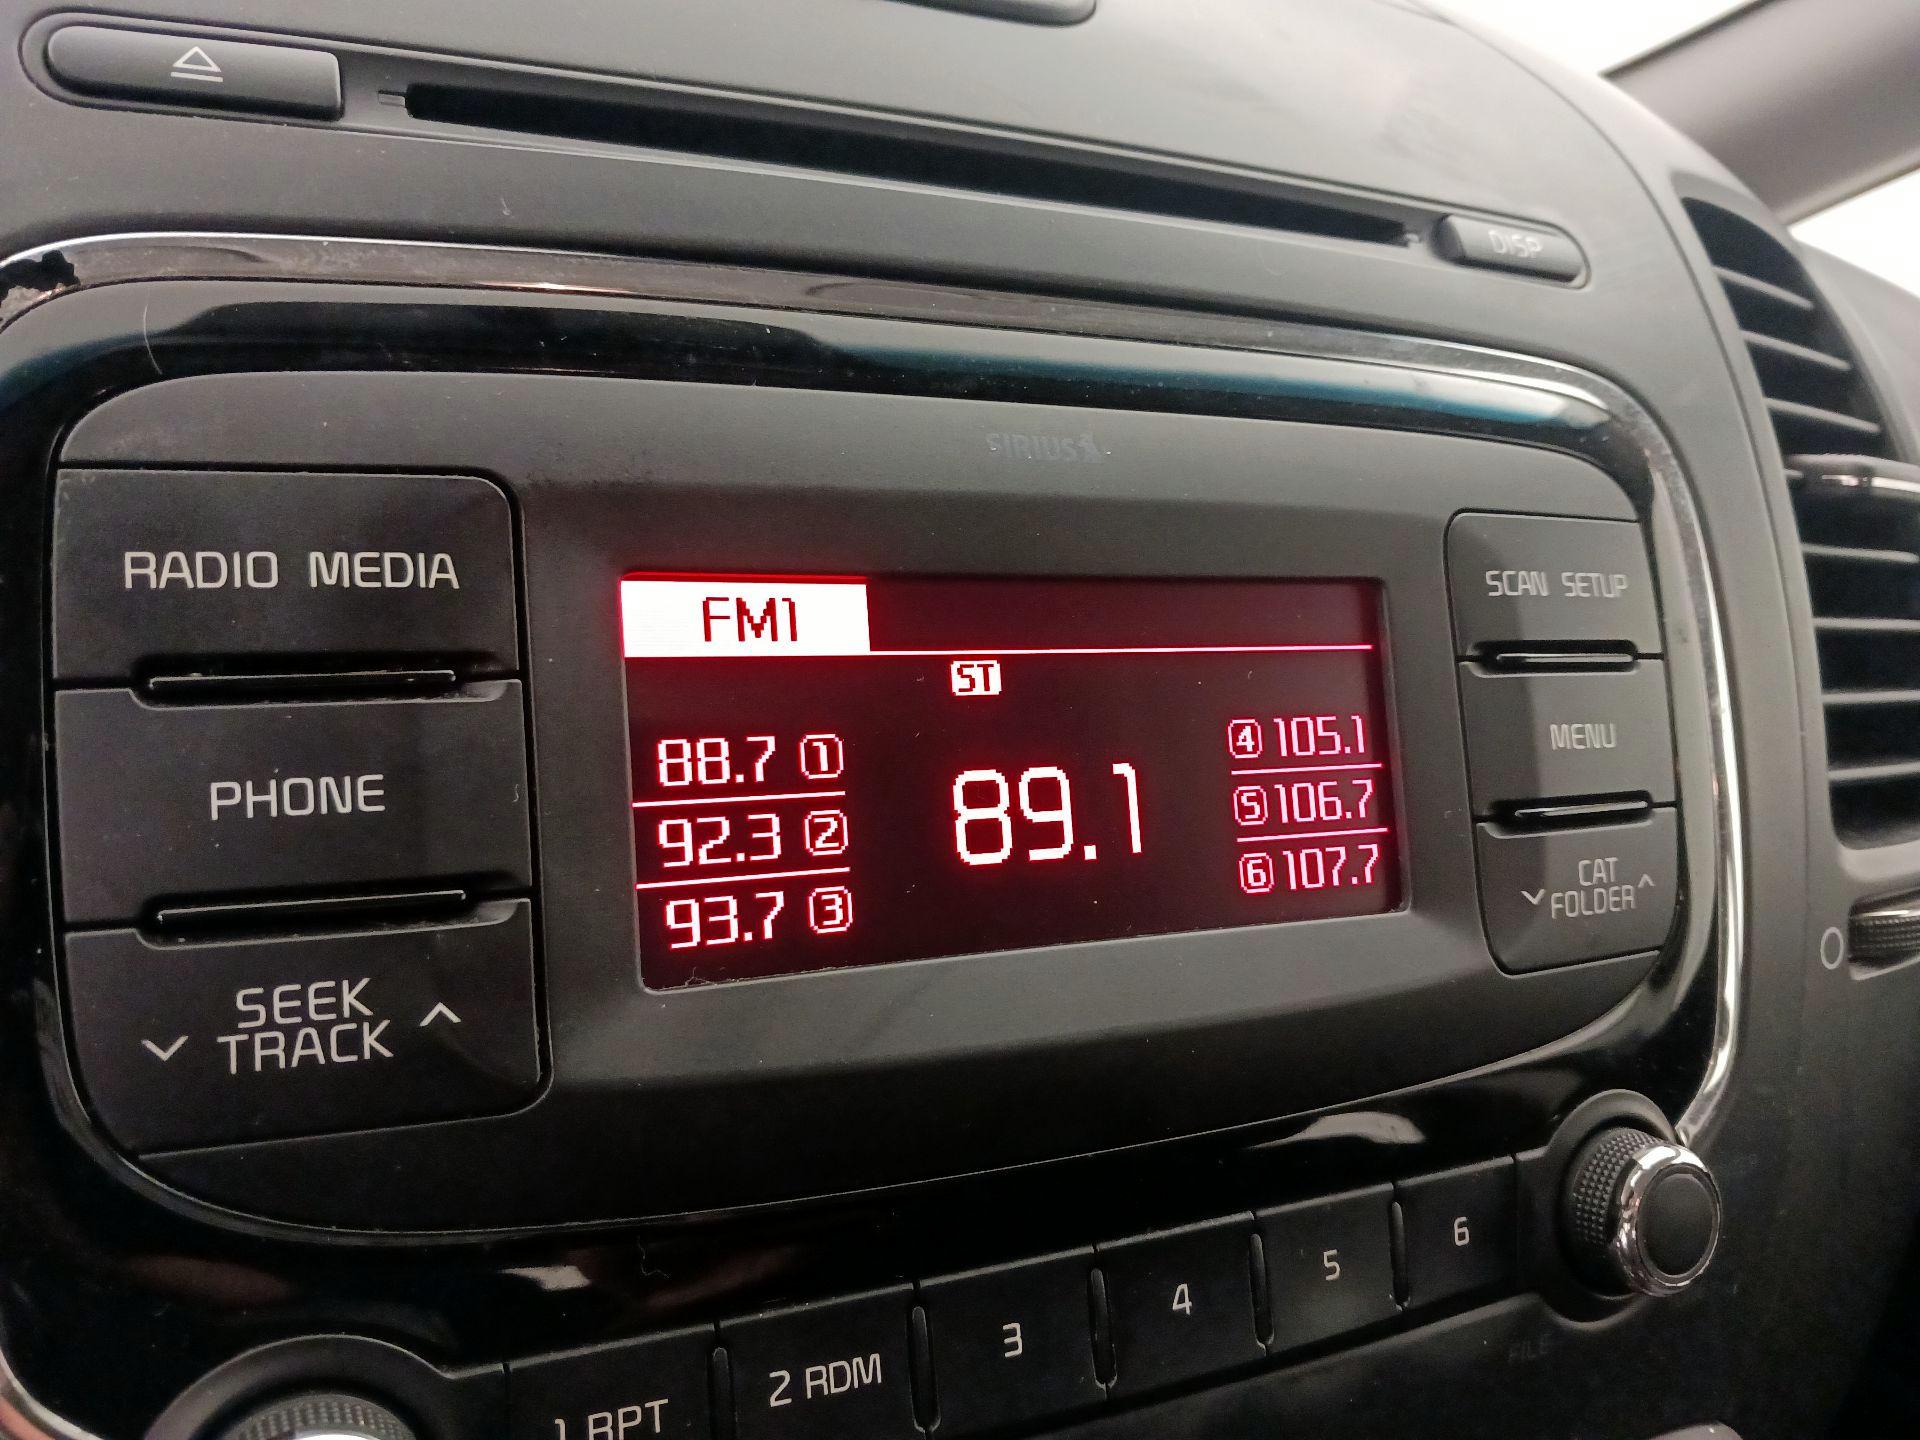 DISP
SIRIUS
RADIO MEDIA
PHONE
SEEK
TRACK
FM1
ST
88.7 1
92.3 2
93.7 3
89.1
4 105.1
5 106.7
6 107.7
SCAN SETUP
MENU
CAT
FOLDER
1 RPT
2 RDM
3
4
5
6
FILE